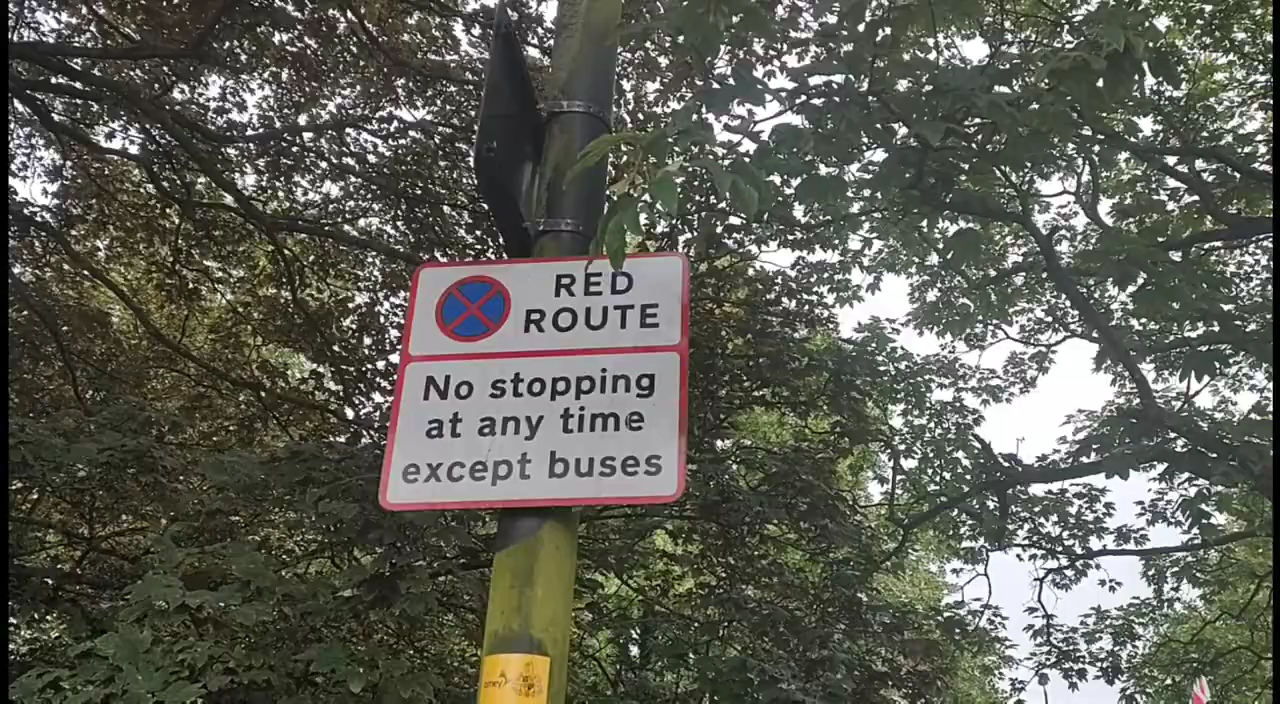 RED
ROUTE
No stopping
at any time
except buses